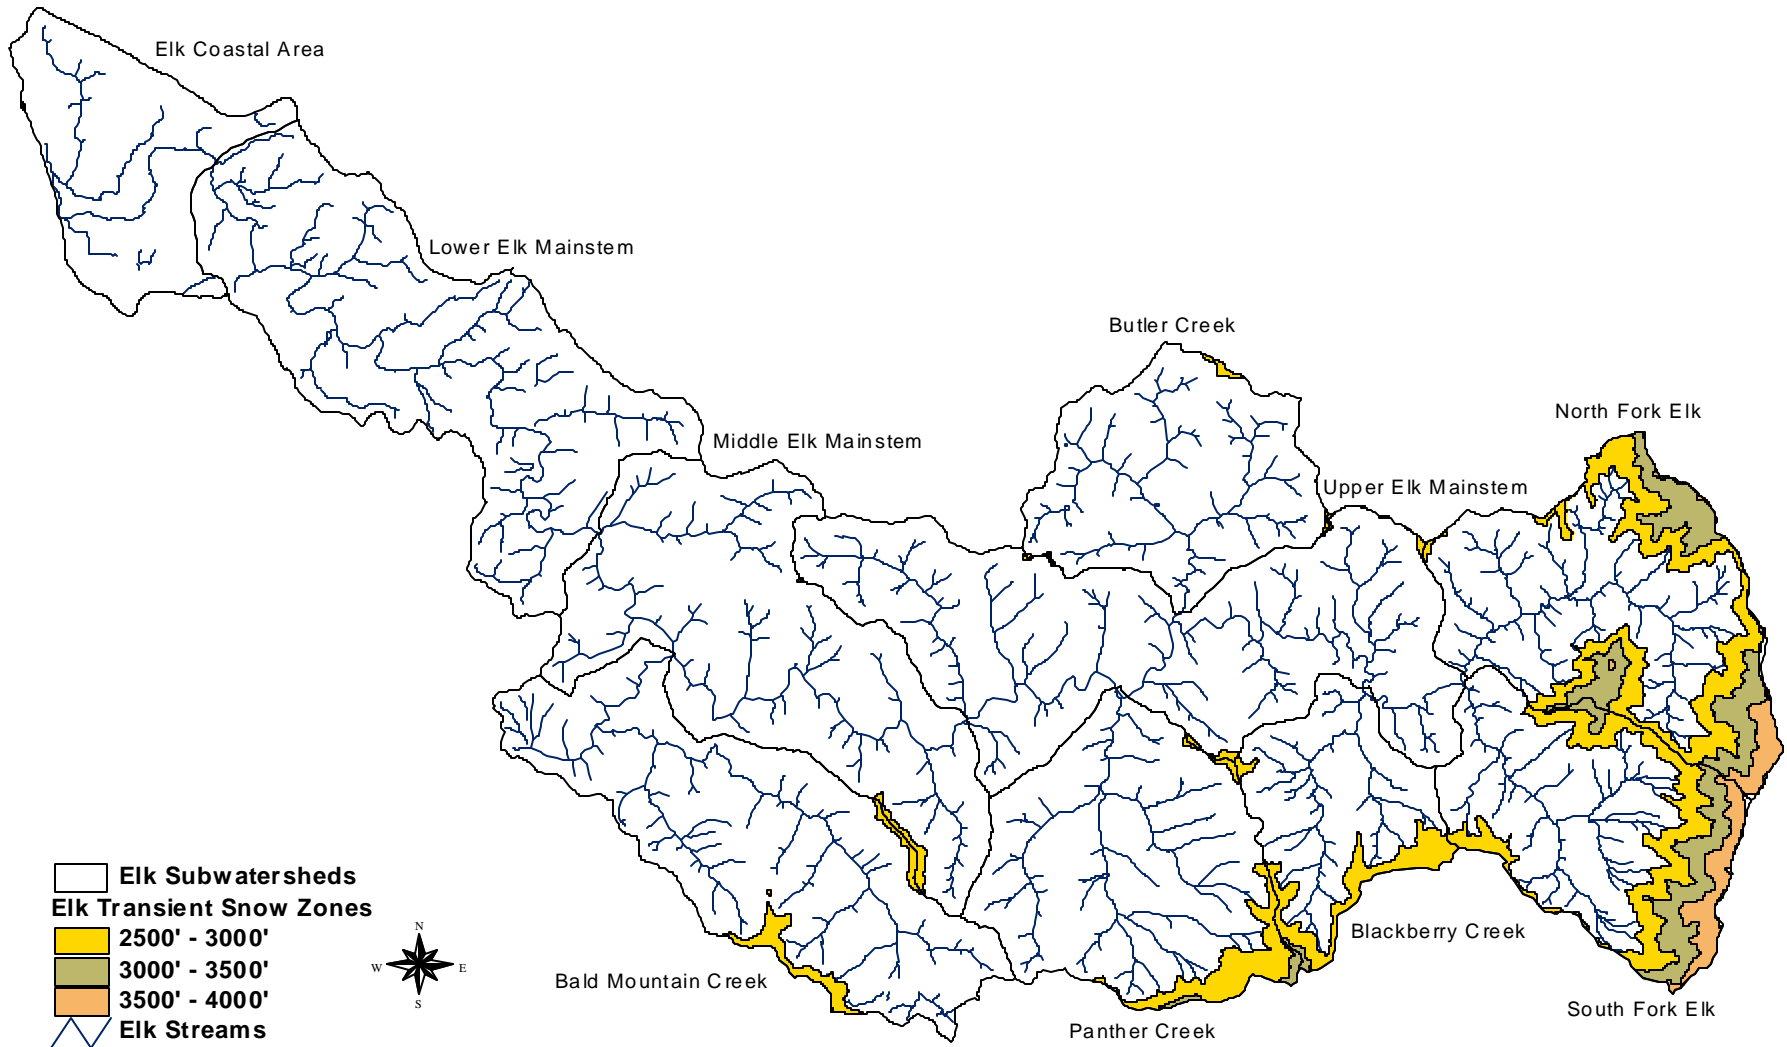 Elk Coastal Area
Lower Elk Mainstem
Butler Creek
North Fork Elk
Middle Elk Mainstem
Upper Elk Mainstem
Elk Subwatersheds
Elk Transient Snow Zones
2500' - 3000'
3000' - 3500'
3500' - 4000'
Elk Streams
N
W
E
S
Blackberry Creek
Bald Mountain Creek
South Fork Elk
Panther Creek